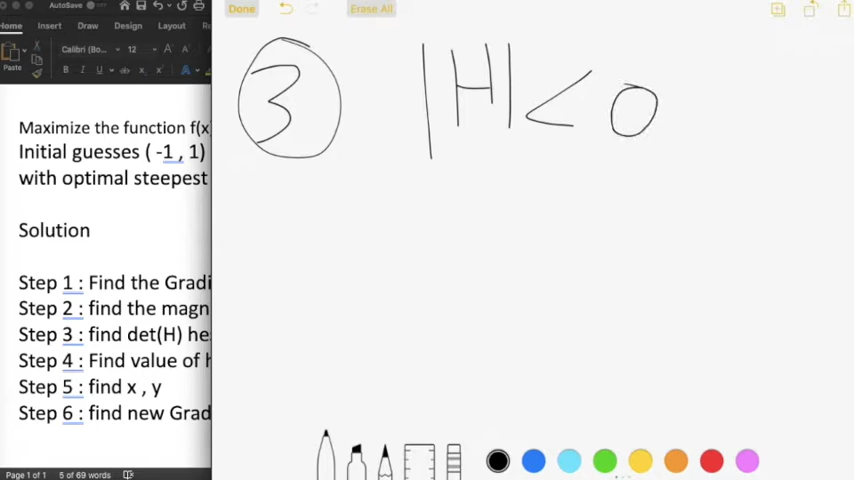 AutoSave
Home Insert Draw Design Layout
Calibri (Bo... 12
Paste
Maximize the function f(x
Initial guesses ( -1 , 1)
with optimal steepest
Solution
Step 1 : Find the Gradi
Step 2 : find the magn
Step 3 : find det(H) he
Step 4 : Find value of h
Step 5 : find x , y
Step 6 : find new Grad
Page 1 of 1 5 of 69 words
Done Erase All
3 |H| < 0